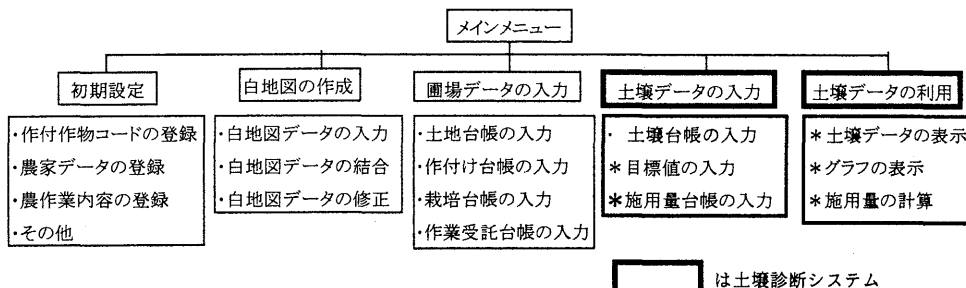 メインメニュー
初期設定
・作付作物コードの登録
・農家データの登録
・農作業内容の登録
・その他
白地図の作成
・白地図データの入力
・白地図データの結合
・白地図データの修正
圃場データの入力
・土地台帳の入力
・作付け台帳の入力
・栽培台帳の入力
・作業受託台帳の入力
土壌データの入力
・土壌台帳の入力
＊目標値の入力
＊施用量台帳の入力
土壌データの利用
＊土壌データの表示
＊グラフの表示
＊施用量の計算
は土壌診断システム